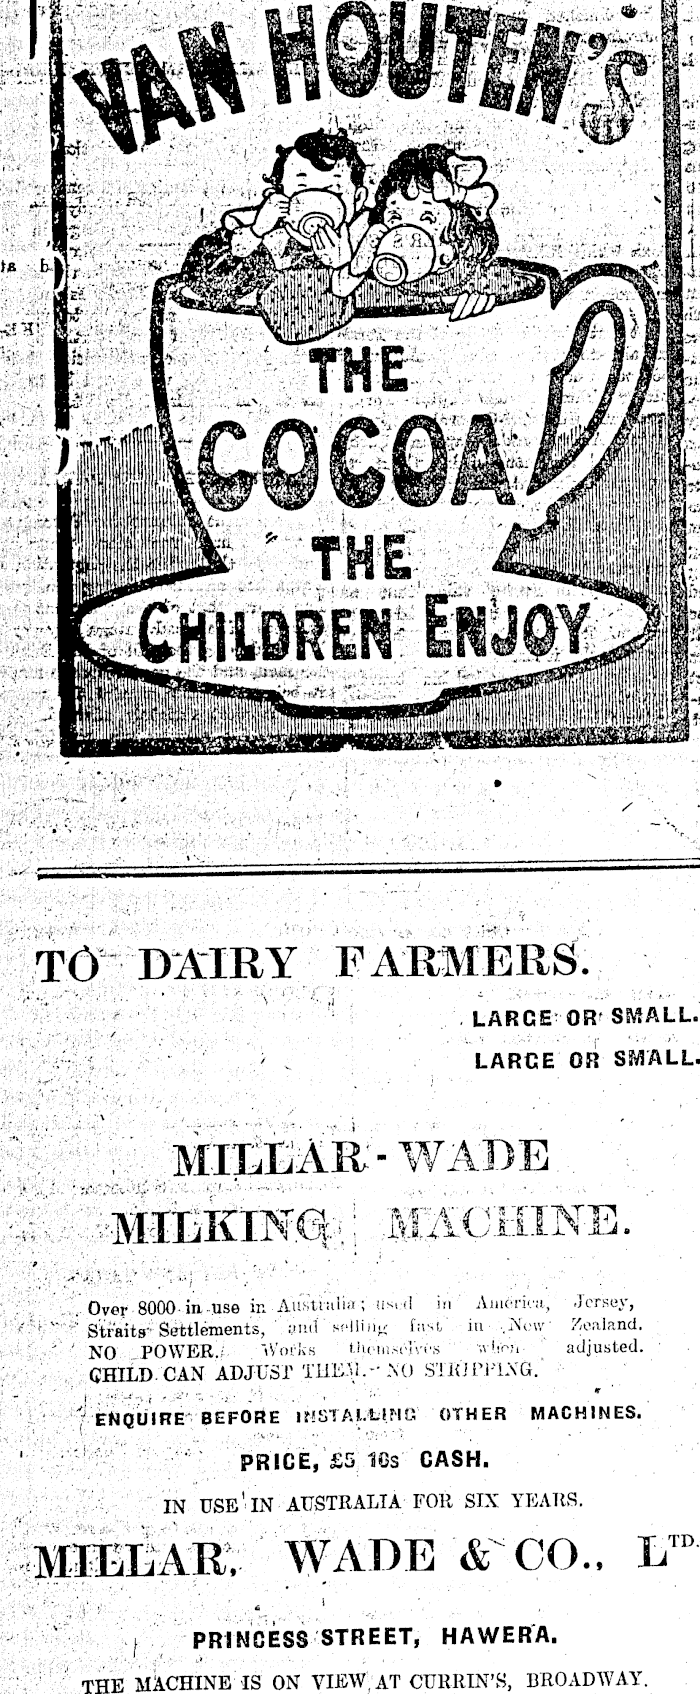 VAN HOUTEN'S
THE
COCOA
THE
CHILDREN ENJOY
TO DAIRY FARMERS.
LARGE OR SMALL.
LARGE OR SMALL.
MILLAR-WADE
MILKING MACHINE.
Over 8000 in use in Australia; used in America, Jersey,
Straits Settlements, and selling fast in New Zealand.
NO POWER. Works themselves when adjusted.
CHILD CAN ADJUST THEM. NO STRIPPING.
ENQUIRE BEFORE INSTALLING OTHER MACHINES.
PRICE, £5 10s CASH.
IN USE IN AUSTRALIA FOR SIX YEARS.
MILLAR, WADE & CO., LTD.
PRINCESS STREET, HAWERA.
THE MACHINE IS ON VIEW AT CURRIN'S, BROADWAY.